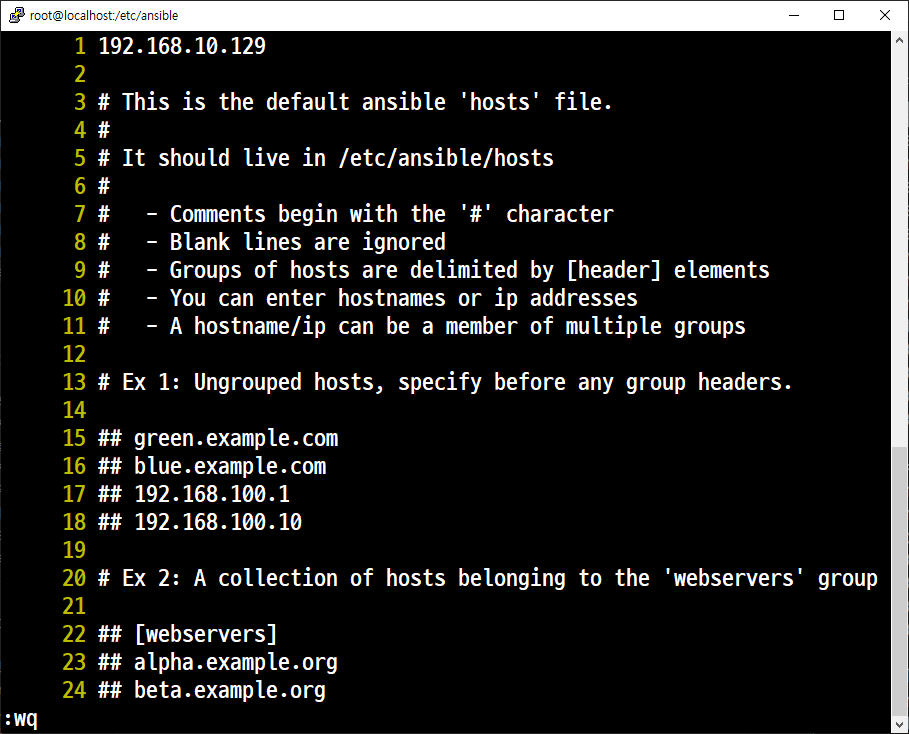 root@localhost:/etc/ansible
1 192.168.10.129
2
3 # This is the default ansible 'hosts' file.
4 #
5 # It should live in /etc/ansible/hosts
6 #
7 #   - Comments begin with the '#' character
8 #   - Blank lines are ignored
9 #   - Groups of hosts are delimited by [header] elements
10 #   - You can enter hostnames or ip addresses
11 #   - A hostname/ip can be a member of multiple groups
12
13 # Ex 1: Ungrouped hosts, specify before any group headers.
14
15 ## green.example.com
16 ## blue.example.com
17 ## 192.168.100.1
18 ## 192.168.100.10
19
20 # Ex 2: A collection of hosts belonging to the 'webservers' group
21
22 ## [webservers]
23 ## alpha.example.org
24 ## beta.example.org
:wq